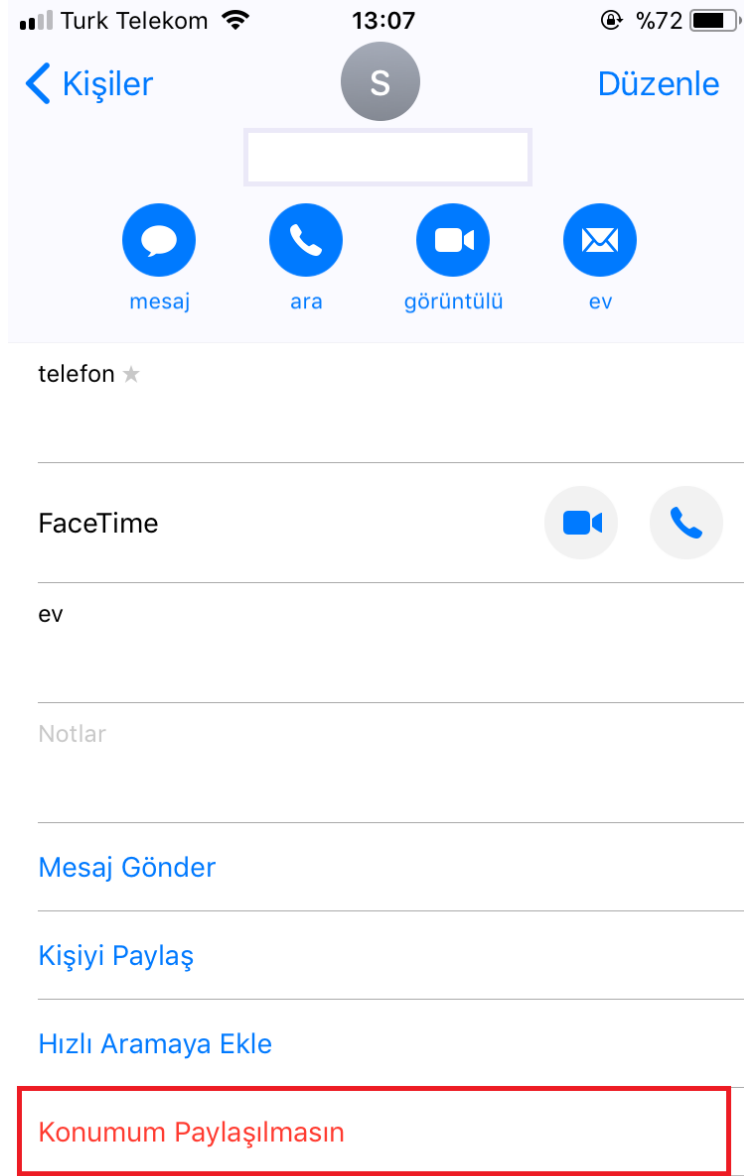 Turk Telekom 13:07 %72
Kişiler S Düzenle
mesaj ara görüntülü ev
telefon
FaceTime
ev
Notlar
Mesaj Gönder
Kişiyi Paylaş
Hızlı Aramaya Ekle
Konumum Paylaşılmasın